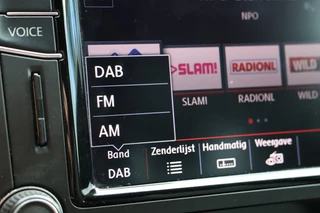 NPO
VOICE
DAB
FM
AM
SLAM!
RADIONL
WILD
SLAM!
RADIONL
WILD
Band
DAB
Zenderlijst
Handmatig
Weergave